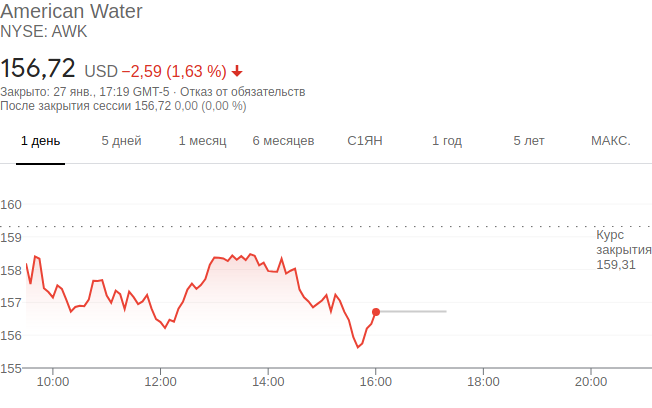 American Water
NYSE: AWK
156,72 USD −2,59 (1,63 %)
Закрыто: 27 янв., 17:19 GMT-5 · Отказ от обязательств
После закрытия сессии 156,72 0,00 (0,00 %)
1 день 5 дней 1 месяц 6 месяцев С1ЯН 1 год 5 лет МАКС.
160
159
158
157
156
155
Курс
закрытия
159,31
10:00 12:00 14:00 16:00 18:00 20:00